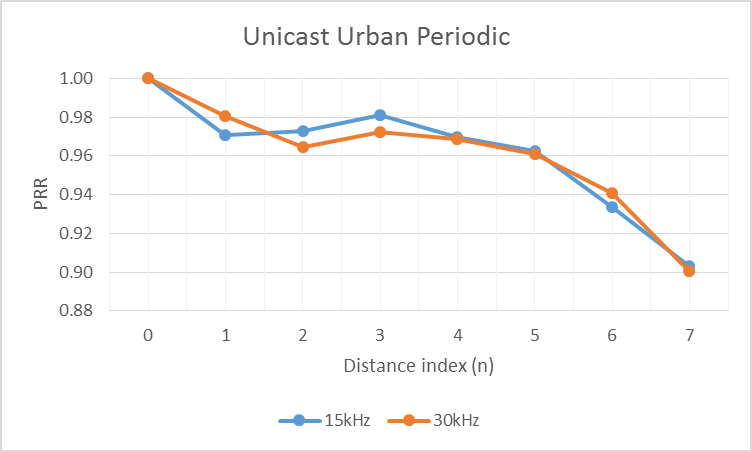 Unicast Urban Periodic
1.00
0.98
0.96
0.94
0.92
0.90
0.88
PRR
0 1 2 3 4 5 6 7
Distance index (n)
15kHz 30kHz